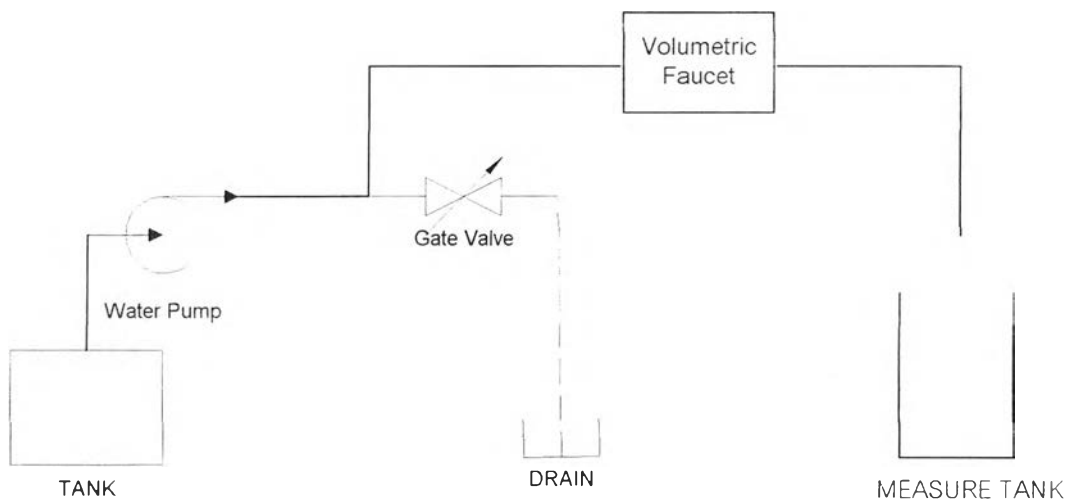 Volumetric
Faucet
Gate Valve
Water Pump
TANK
DRAIN
MEASURE TANK